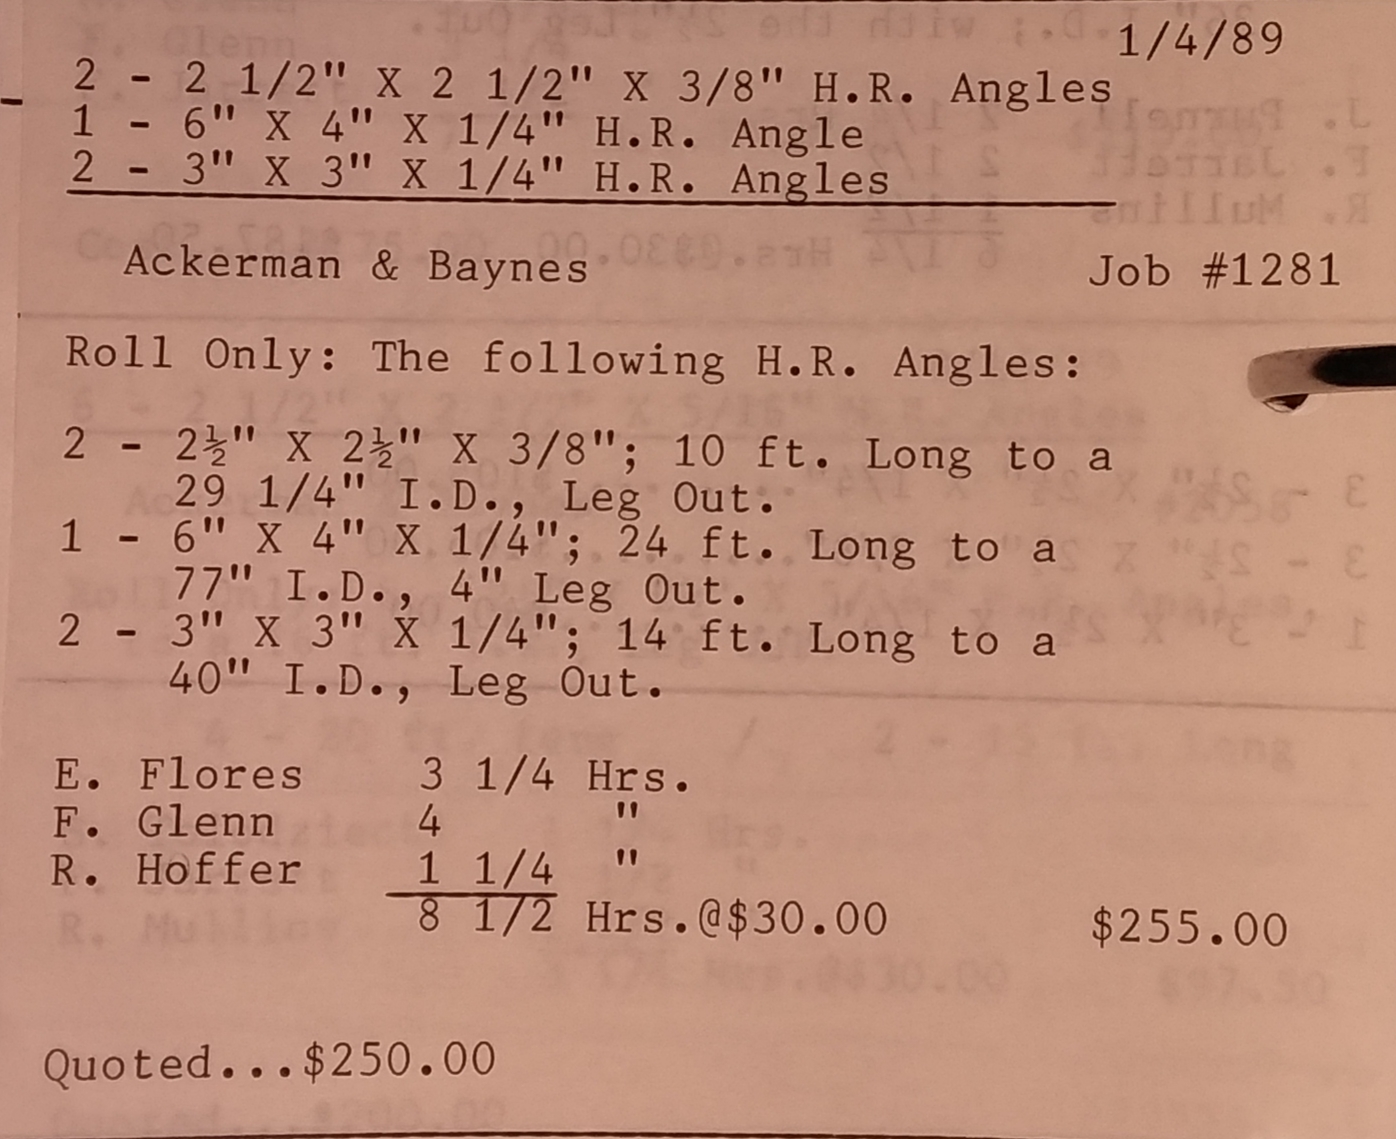 1/4/89
2 - 2 1/2" X 2 1/2" X 3/8" H.R. Angles
1 - 6" X 4" X 1/4" H.R. Angle
2 - 3" X 3" X 1/4" H.R. Angles
Ackerman & Baynes Job #1281
Roll Only: The following H.R. Angles:
2 - 2½" X 2½" X 3/8"; 10 ft. Long to a
29 1/4" I.D., Leg Out.
1 - 6" X 4" X 1/4"; 24 ft. Long to a
77" I.D., 4" Leg Out.
2 - 3" X 3" X 1/4"; 14 ft. Long to a
40" I.D., Leg Out.
E. Flores 3 1/4 Hrs.
F. Glenn 4 "
R. Hoffer 1 1/4 "
8 1/2 Hrs.@$30.00 $255.00
Quoted...$250.00